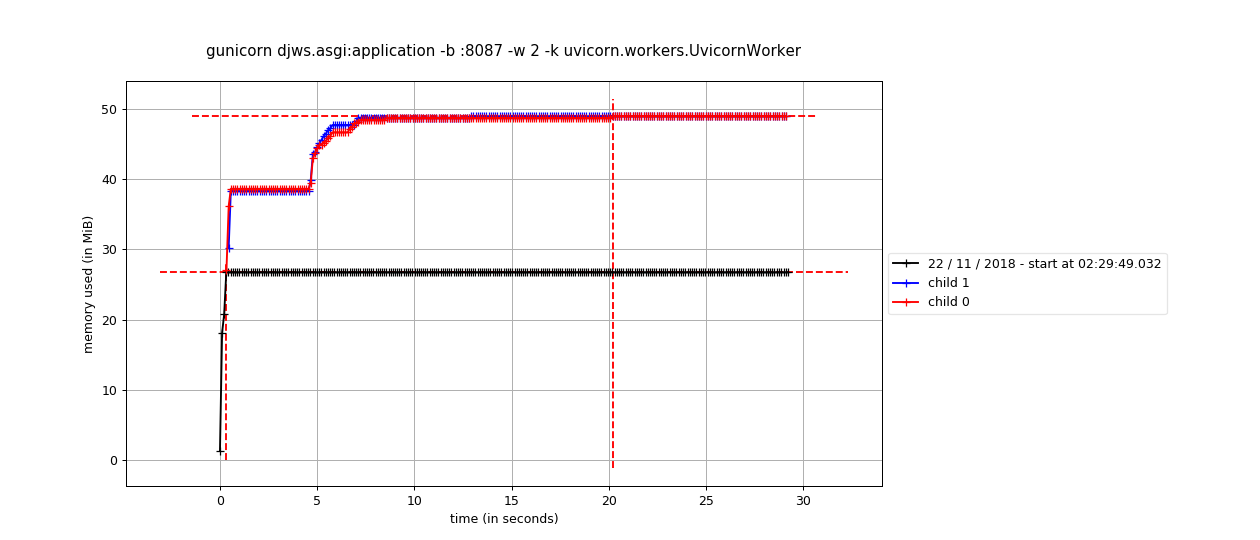 gunicorn djws.asgi:application -b :8087 -w 2 -k uvicorn.workers.UvicornWorker
50
40
30
20
10
0
memory used (in MiB)
0 5 10 15 20 25 30
time (in seconds)
22 / 11 / 2018 - start at 02:29:49.032
child 1
child 0